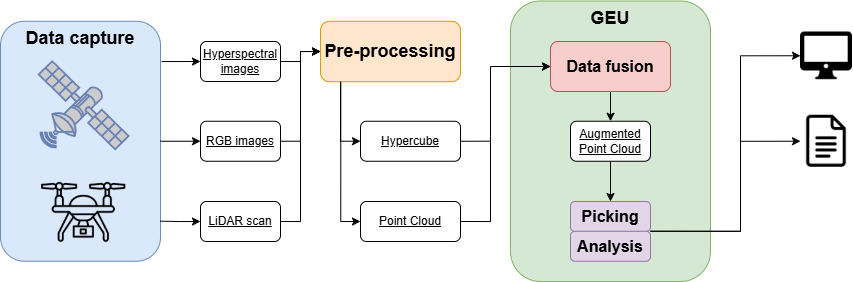 Data capture
Hyperspectral
images
RGB images
LiDAR scan
Pre-processing
Hypercube
Point Cloud
GEU
Data fusion
Augmented
Point Cloud
Picking
Analysis